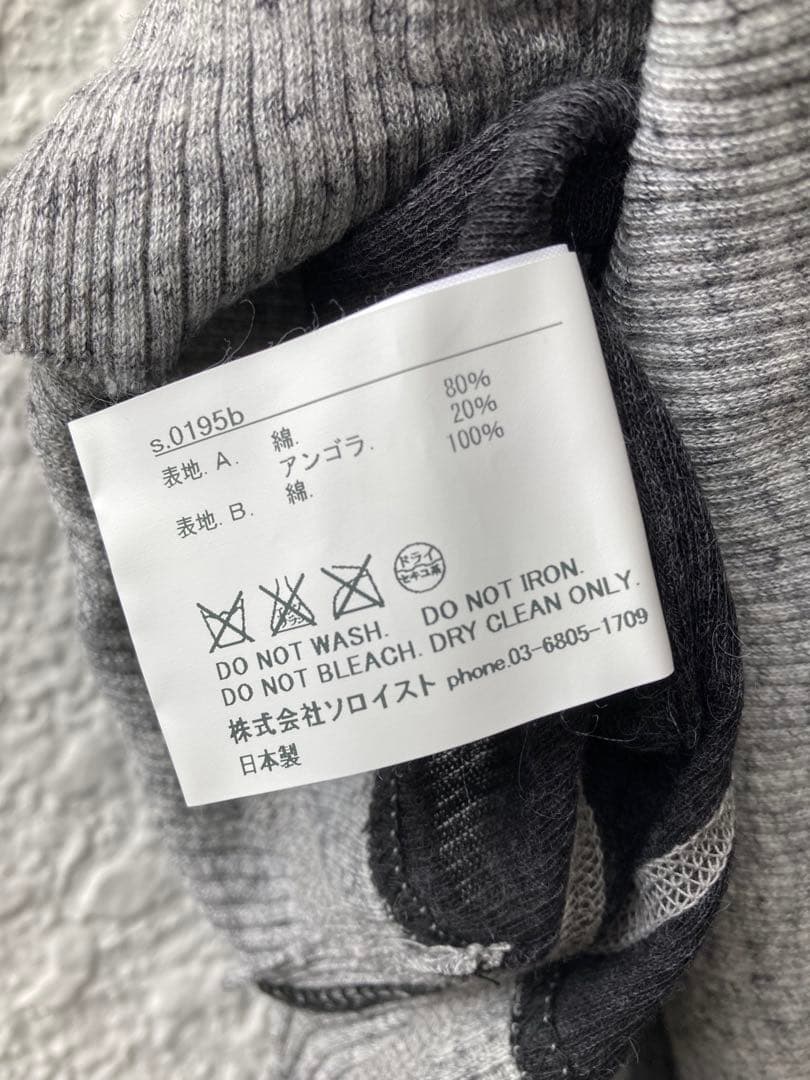 s.0195b
表地.A. 綿. 80%
アンゴラ. 20%
表地.B. 綿. 100%
ドライ
セキユ系
DO NOT WASH. DO NOT IRON.
DO NOT BLEACH. DRY CLEAN ONLY.
株式会社ソロイスト phone.03-6805-1709
日本製